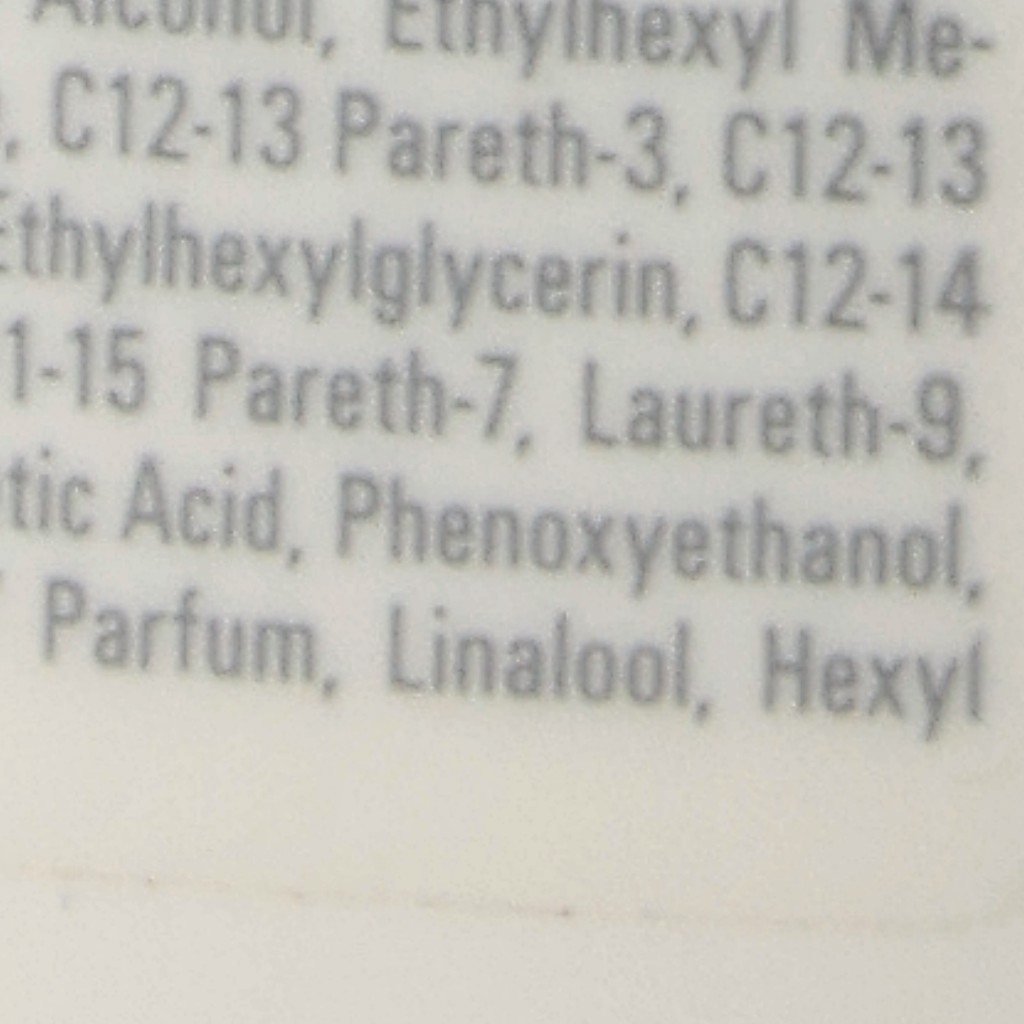 Alcohol, Ethylhexyl Me-
, C12-13 Pareth-3, C12-13
Ethylhexylglycerin, C12-14
1-15 Pareth-7, Laureth-9,
tic Acid, Phenoxyethanol,
Parfum, Linalool, Hexyl